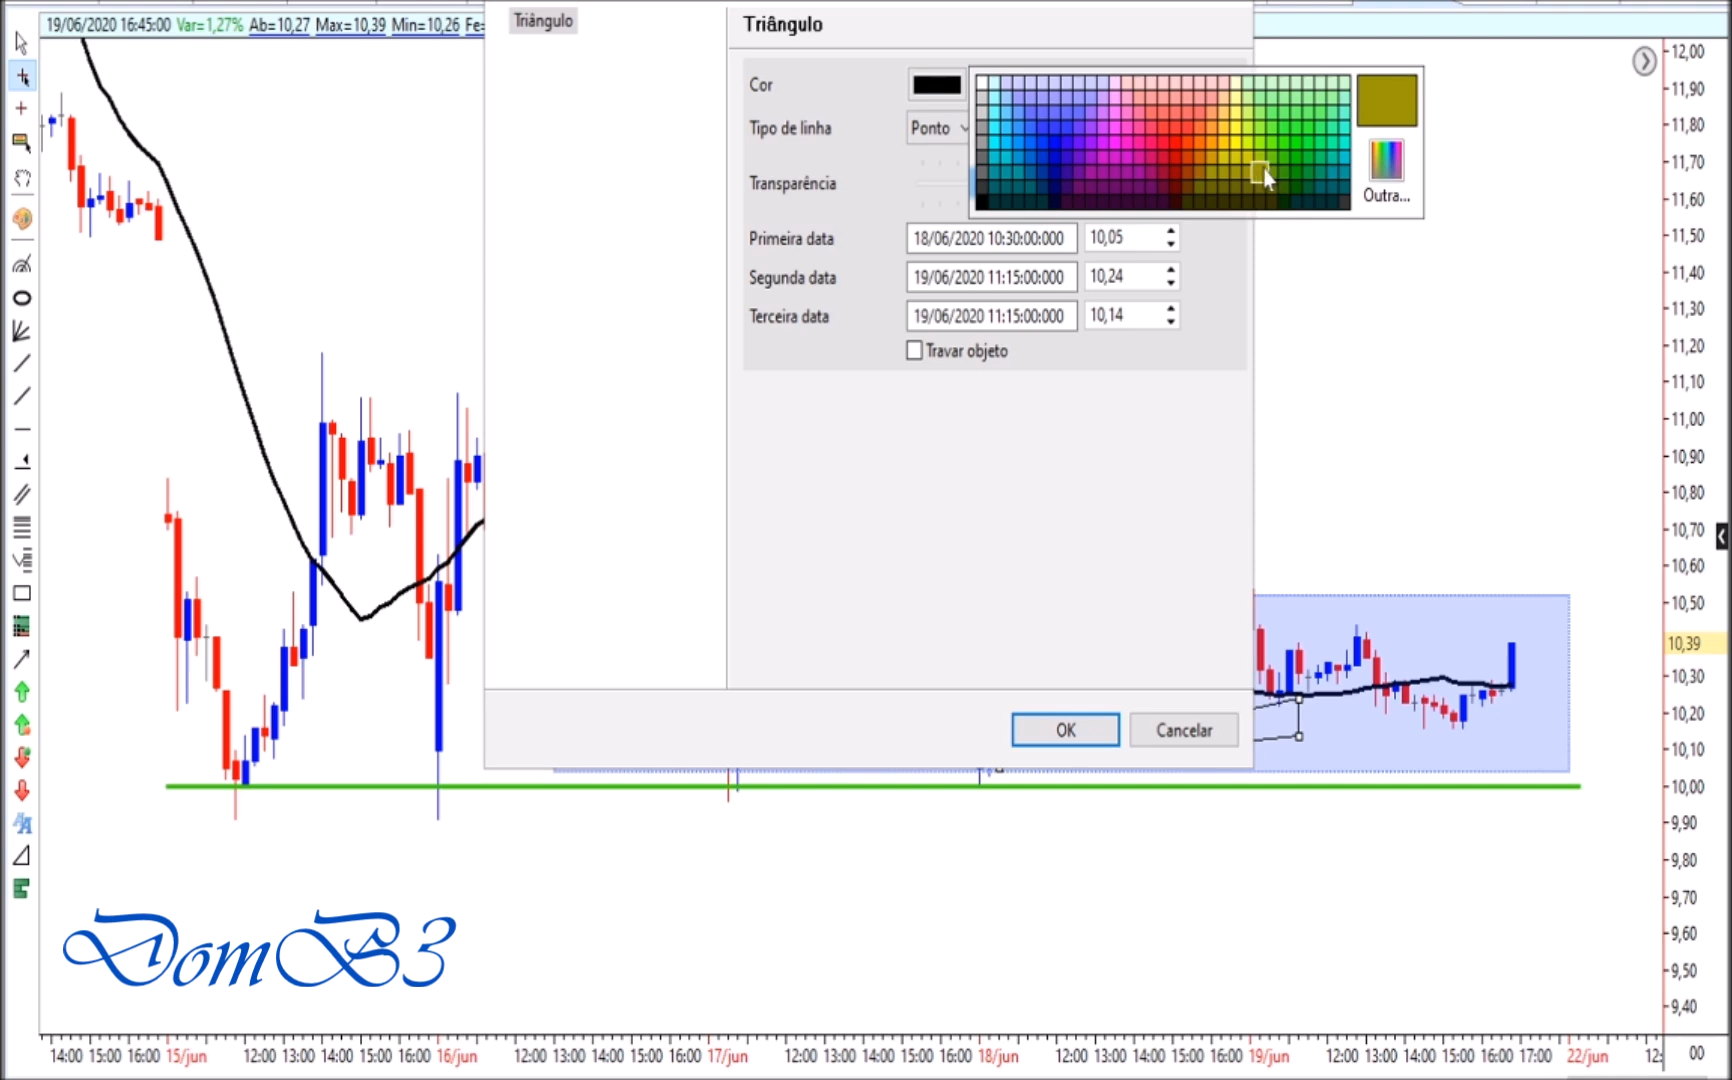 19/06/2020 16:45:00 Var=1,27% Ab=10,27 Max=10,39 Min=10,26 Fe=
Triângulo
Triângulo
Cor
Tipo de linha
Ponto
Transparência
Outra...
Primeira data
18/06/2020 10:30:00:000
10,05
Segunda data
19/06/2020 11:15:00:000
10,24
Terceira data
19/06/2020 11:15:00:000
10,14
Travar objeto
OK
Cancelar
12,00
11,90
11,80
11,70
11,60
11,50
11,40
11,30
11,20
11,10
11,00
10,90
10,80
10,70
10,60
10,50
10,39
10,30
10,20
10,10
10,00
9,90
9,80
9,70
9,60
9,50
9,40
DomB3
14:00 15:00 16:00 15/jun 12:00 13:00 14:00 15:00 16:00 16/jun 12:00 13:00 14:00 15:00 16:00 17/jun 12:00 13:00 14:00 15:00 16:00 18/jun 12:00 13:00 14:00 15:00 16:00 19/jun 12:00 13:00 14:00 15:00 16:00 17:00 22/jun 12: 00